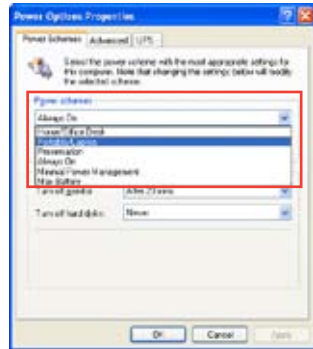 Power Options Properties
Power Schemes Advanced UPS
Select the power scheme with the most appropriate settings for
this computer. Note that changing the settings below will modify
the selected scheme.
Power schemes
Always On
Home/Office Desk
Portable/Laptop
Presentation
Always On
Minimal Power Management
Max Battery
Turn off monitor: After 20 mins
Turn off hard disks: Never
OK Cancel Apply